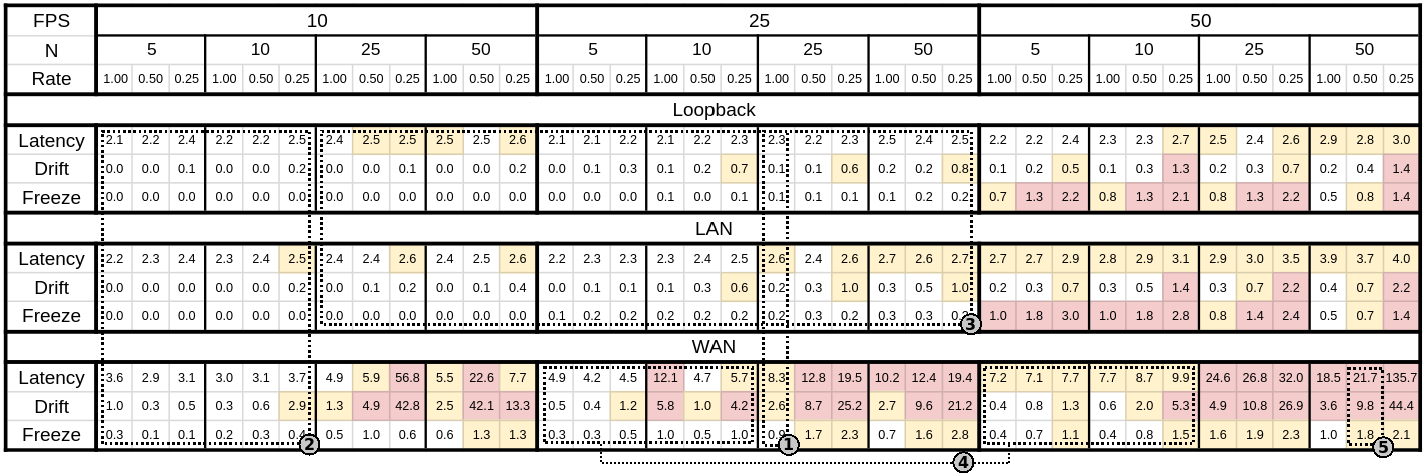 FPS 10 25 50
N 5 10 25 50 5 10 25 50 5 10 25 50
Rate 1.00 0.50 0.25 1.00 0.50 0.25 1.00 0.50 0.25 1.00 0.50 0.25 1.00 0.50 0.25 1.00 0.50 0.25 1.00 0.50 0.25 1.00 0.50 0.25 1.00 0.50 0.25 1.00 0.50 0.25 1.00 0.50 0.25 1.00 0.50 0.25
Loopback
Latency 2.1 2.2 2.4 2.2 2.2 2.5 2.4 2.5 2.5 2.5 2.5 2.6 2.1 2.1 2.2 2.1 2.2 2.3 2.3 2.2 2.3 2.5 2.4 2.5 2.2 2.2 2.4 2.3 2.3 2.7 2.5 2.4 2.6 2.9 2.8 3.0
Drift 0.0 0.0 0.1 0.0 0.0 0.2 0.0 0.0 0.1 0.0 0.0 0.2 0.0 0.1 0.3 0.1 0.2 0.7 0.1 0.1 0.6 0.2 0.2 0.8 0.1 0.2 0.5 0.1 0.3 1.3 0.2 0.3 0.7 0.2 0.4 1.4
Freeze 0.0 0.0 0.0 0.0 0.0 0.0 0.0 0.0 0.0 0.0 0.0 0.0 0.0 0.0 0.0 0.1 0.0 0.1 0.1 0.1 0.1 0.1 0.2 0.2 0.7 1.3 2.2 0.8 1.3 2.1 0.8 1.3 2.2 0.5 0.8 1.4
LAN
Latency 2.2 2.3 2.4 2.3 2.4 2.5 2.4 2.4 2.6 2.4 2.5 2.6 2.2 2.2 2.3 2.3 2.4 2.5 2.6 2.4 2.6 2.7 2.6 2.7 2.7 2.7 2.9 2.8 2.9 3.1 2.9 3.0 3.5 3.9 3.7 4.0
Drift 0.0 0.0 0.0 0.0 0.0 0.2 0.0 0.1 0.2 0.0 0.1 0.4 0.0 0.1 0.1 0.1 0.3 0.6 0.2 0.3 1.0 0.3 0.5 1.0 0.2 0.3 0.7 0.3 0.5 1.4 0.3 0.7 2.2 0.4 0.7 2.2
Freeze 0.0 0.0 0.0 0.0 0.0 0.0 0.0 0.0 0.0 0.0 0.0 0.0 0.1 0.2 0.2 0.2 0.2 0.2 0.2 0.3 0.2 0.3 0.3 1.0 1.8 3.0 1.0 1.8 2.8 0.8 1.4 2.4 0.5 0.7 1.4
3
WAN
Latency 3.6 2.9 3.1 3.0 3.1 3.7 4.9 5.9 56.8 5.5 22.6 7.7 4.9 4.2 4.5 12.1 4.7 5.7 8.3 12.8 19.5 10.2 12.4 19.4 7.2 7.1 7.7 7.7 8.7 9.9 24.6 26.8 32.0 18.5 21.7 135.7
Drift 1.0 0.3 0.5 0.3 0.6 2.9 1.3 4.9 42.8 2.5 42.1 13.3 0.5 0.4 1.2 5.8 1.0 4.2 2.6 8.7 25.2 2.7 9.6 21.2 0.4 0.8 1.3 0.6 2.0 5.3 4.9 10.8 26.9 3.6 9.8 44.4
Freeze 0.3 0.1 0.1 0.2 0.3 0.4 0.5 1.0 0.6 0.6 1.3 1.3 0.3 0.3 0.5 1.0 0.5 1.0 0.9 1.7 2.3 0.7 1.6 2.8 0.4 0.7 1.1 0.4 0.8 1.5 1.6 1.9 2.3 1.0 1.8 2.1
2 1 4 5